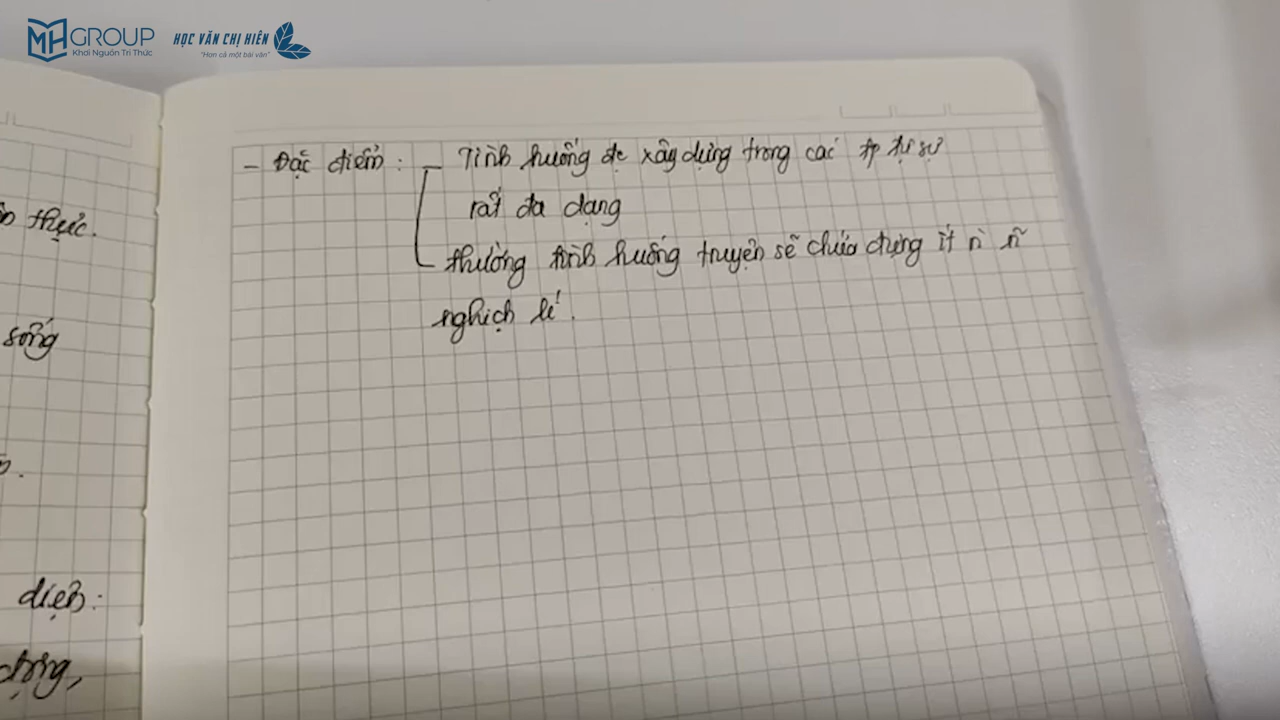 MH GROUP
Khơi Nguồn Tri Thức
HỌC VĂN CHỊ HIÊN
"Hơn cả một bài văn"
thực.
sống
diện:
động,
- Đặc điểm: - Tình huống đc xây dựng trong các tp tự sự
rất đa dạng
- thường tình huống truyện sẽ chứa đựng ít n ~
nghịch lí.